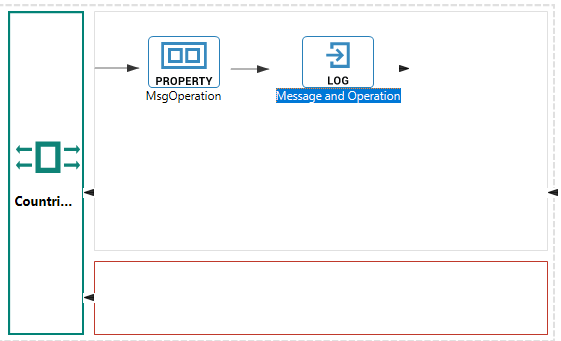 PROPERTY
MsgOperation
LOG
Message and Operation
Countri...